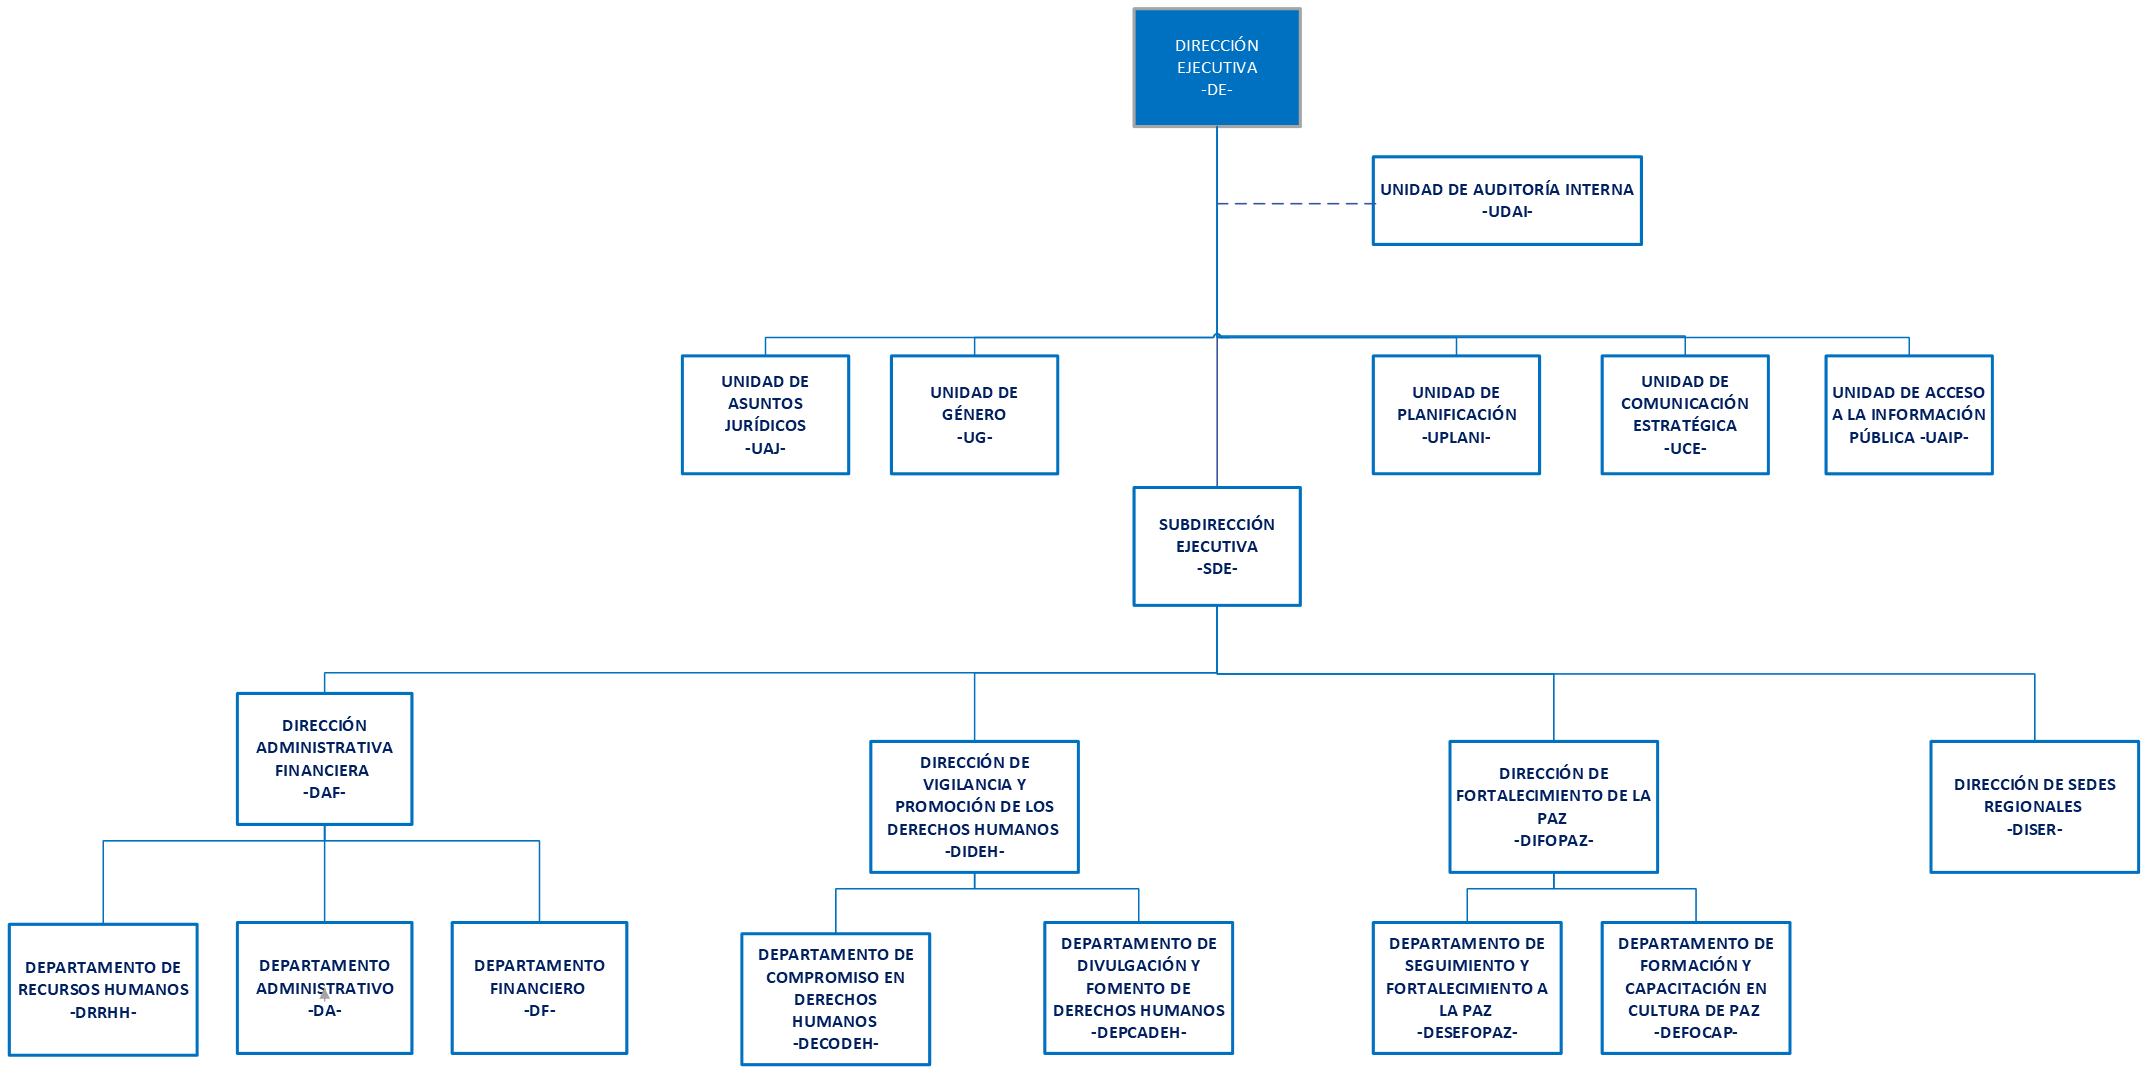 DIRECCIÓN
EJECUTIVA
-DE-
UNIDAD DE AUDITORÍA INTERNA
-UDAI-
UNIDAD DE
ASUNTOS
JURÍDICOS
-UAJ-
UNIDAD DE
GÉNERO
-UG-
UNIDAD DE
PLANIFICACIÓN
-UPLANI-
UNIDAD DE
COMUNICACIÓN
ESTRATÉGICA
-UCE-
UNIDAD DE ACCESO
A LA INFORMACIÓN
PÚBLICA -UAIP-
SUBDIRECCIÓN
EJECUTIVA
-SDE-
DIRECCIÓN
ADMINISTRATIVA
FINANCIERA
-DAF-
DIRECCIÓN DE
VIGILANCIA Y
PROMOCIÓN DE LOS
DERECHOS HUMANOS
-DIDEH-
DIRECCIÓN DE
FORTALECIMIENTO DE LA
PAZ
-DIFOPAZ-
DIRECCIÓN DE SEDES
REGIONALES
-DISER-
DEPARTAMENTO DE
RECURSOS HUMANOS
-DRRHH-
DEPARTAMENTO
ADMINISTRATIVO
-DA-
DEPARTAMENTO
FINANCIERO
-DF-
DEPARTAMENTO DE
COMPROMISO EN
DERECHOS
HUMANOS
-DECODEH-
DEPARTAMENTO DE
DIVULGACIÓN Y
FOMENTO DE
DERECHOS HUMANOS
-DEPCADEH-
DEPARTAMENTO DE
SEGUIMIENTO Y
FORTALECIMIENTO A
LA PAZ
-DESEFOPAZ-
DEPARTAMENTO DE
FORMACIÓN Y
CAPACITACIÓN EN
CULTURA DE PAZ
-DEFOCAP-